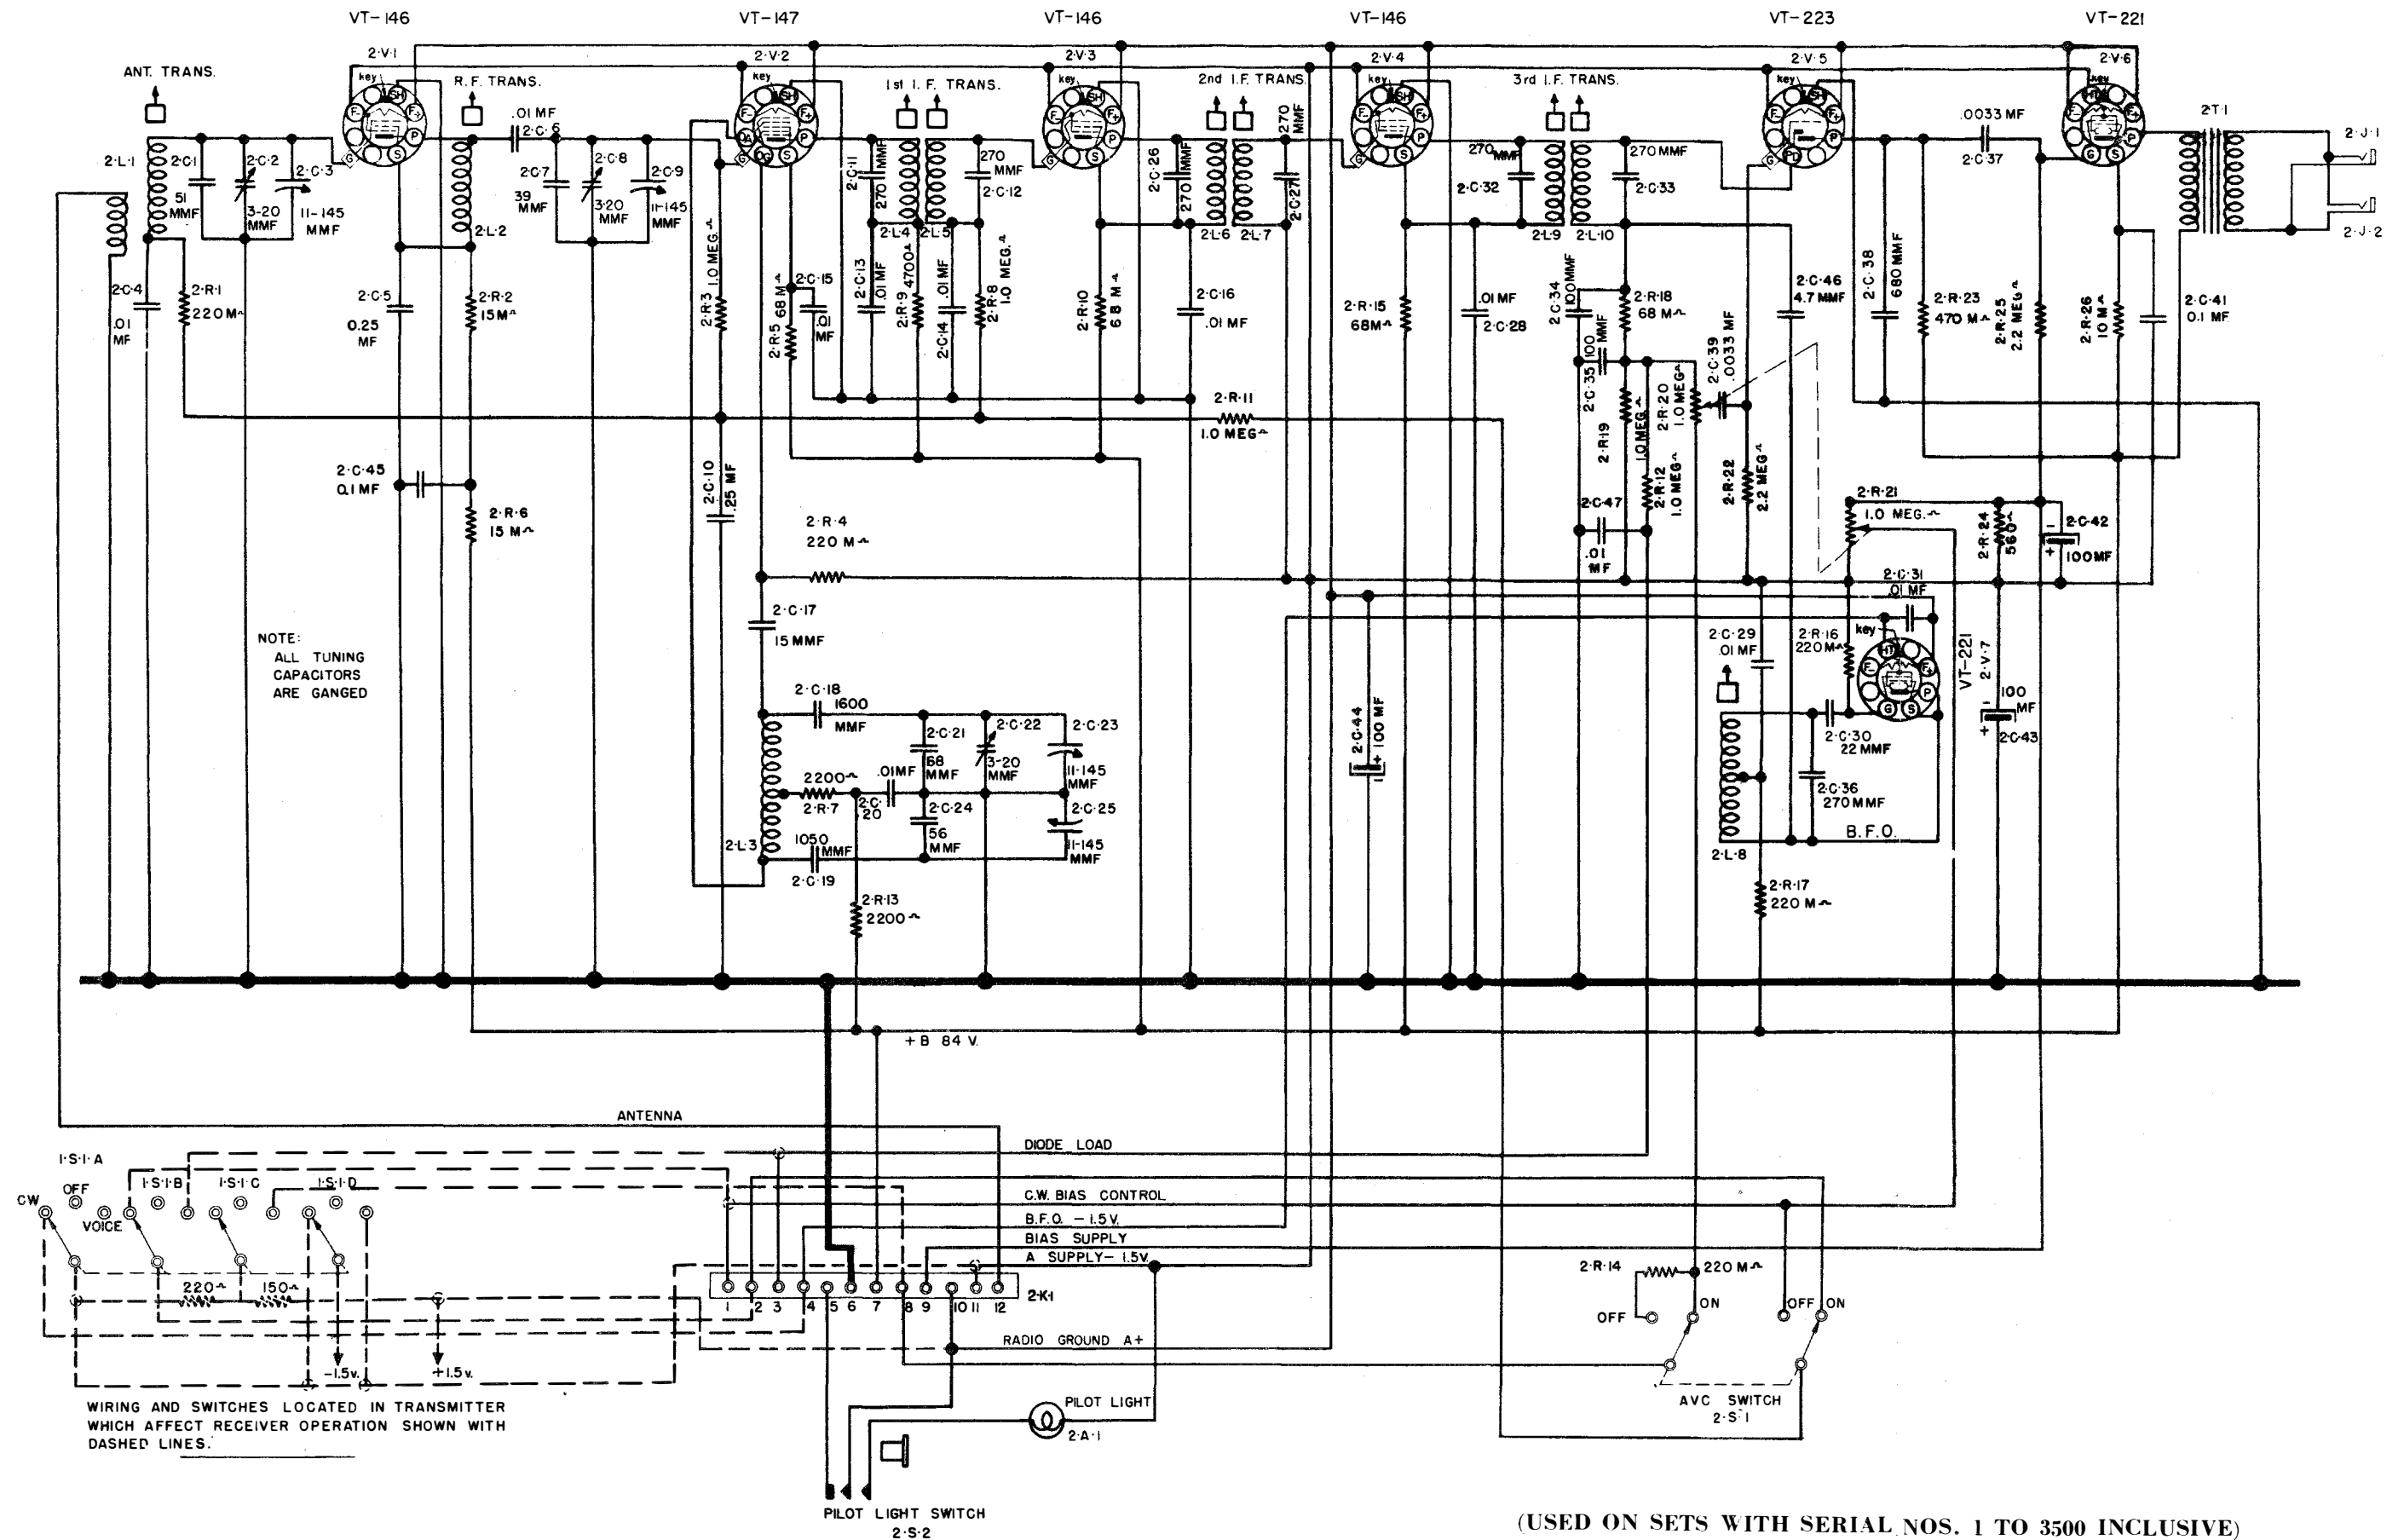 VT-146
VT-147
VT-146
VT-146
VT-223
VT-221
2·V·1
2·V·2
2·V·3
2·V·4
2·V·5
2·V·6
key
key
key
key
key
key
ANT. TRANS.
R.F. TRANS.
1st I.F. TRANS.
2nd I.F. TRANS.
3rd I.F. TRANS.
SH
F-
F+
P
S
G
SH
F+
OA
P
G
OG
S
SH
F-
F+
P
S
G
SH
F-
F+
P
S
G
SH
F-
F+
P
G
PD
HT
F-
F+
P
G
S
2·L·1
2·C·1
51
MMF
2·C·2
3-20
MMF
2·C·3
11-145
MMF
.01 MF
2·C·6
2·L·2
2·C·7
39
MMF
2·C·8
3-20
MMF
2·C·9
11-145
MMF
2·C·4
.01
MF
2·R·1
220 M
2·C·5
0.25
MF
2·R·2
15 M
2·R·3
1.0 MEG.
2·R·5
68 M
2·C·15
.01
MF
2·C·11
270 MMF
2·C·13
.01 MF
2·L·4
2·L·5
2·R·9
4700
270
MMF
2·C·12
2·C·14
.01 MF
2·R·8
1.0 MEG.
2·C·26
270 MMF
2·R·10
68 M
2·C·16
.01 MF
2·L·6
2·L·7
270
MMF
2·C·27
2·R·11
1.0 MEG
2·R·15
68M
270
MMF
2·C·32
2·L·9
2·L·10
270 MMF
2·C·33
.01 MF
2·C·28
2·C·34
100MMF
2·R·18
68 M
2·C·35
100
MMF
2·R·19
1.0 MEG
2·R·20
1.0 MEG
2·R·12
1.0 MEG
2·C·39
.0033 MF
2·C·47
.01
MF
2·R·22
2.2 MEG
2·C·46
4.7 MMF
2·C·38
680 MMF
.0033 MF
2·C·37
2·R·23
470 M
2·R·25
2.2 MEG
2·R·26
10 M
2·C·41
0.1 MF
2·T·1
2·J·1
2·J·2
2·C·45
0.1 MF
2·R·6
15 M
2·C·10
.25 MF
2·R·4
220 M
2·R·21
1.0 MEG.
2·R·24
560
-
2·C·42
+ 100 MF
2·C·31
.01 MF
2·C·17
15 MMF
NOTE:
ALL TUNING
CAPACITORS
ARE GANGED
2·C·29
.01 MF
2·R·16
220 M
key
HT
F-
F+
P
G
S
VT-221
2·V·7
- 100
MF
+ 2·C·43
2·C·18
1600
MMF
2·C·21
68
MMF
2·C·22
3-20
MMF
2·C·23
11-145
MMF
2·C·44
- + 100 MF
2·C·30
22 MMF
2200
2·R·7
.01MF
2·C·
20
2·C·24
56
MMF
2·C·25
11-145
MMF
2·C·36
270 MMF
B.F.O.
2·L·3
1050
MMF
2·C·19
2·L·8
2·R·13
2200
2·R·17
220 M
+ B 84 V.
ANTENNA
DIODE LOAD
C.W. BIAS CONTROL
B.F.O. - 1.5 V.
BIAS SUPPLY
A SUPPLY- 1.5V.
1·S·1·A
OFF
1·S·1·B
1·S·1·C
1·S·1·D
CW
VOICE
220
150
1 2 3 4 5 6 7 8 9 10 11 12
2·K·1
RADIO GROUND A+
-1.5v.
+1.5v.
2·R·14
220 M
OFF
ON
OFF
ON
AVC SWITCH
2·S·1
PILOT LIGHT
2·A·1
WIRING AND SWITCHES LOCATED IN TRANSMITTER
WHICH AFFECT RECEIVER OPERATION SHOWN WITH
DASHED LINES.
PILOT LIGHT SWITCH
2·S·2
(USED ON SETS WITH SERIAL NOS. 1 TO 3500 INCLUSIVE)